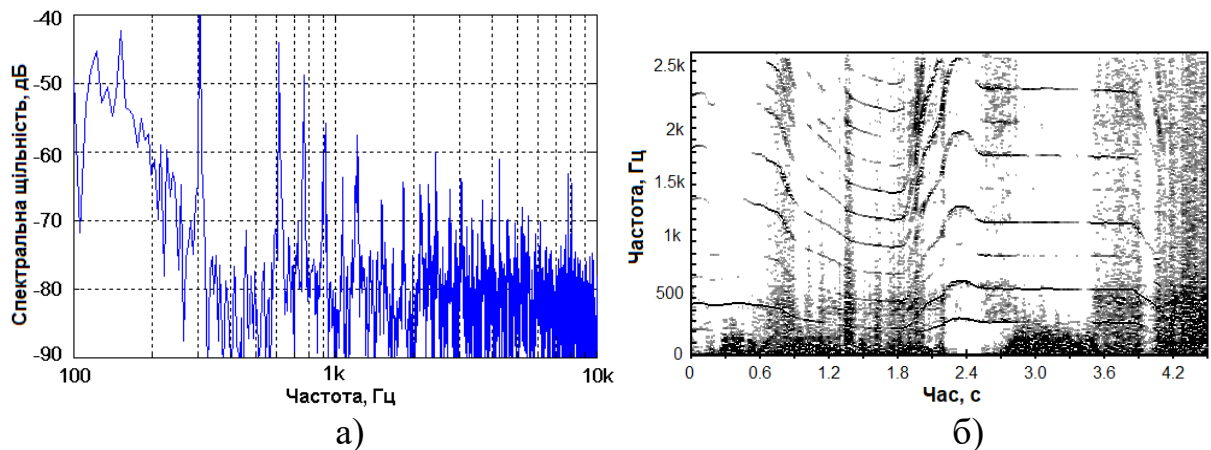 Спектральна щільність, дБ
-40
-50
-60
-70
-80
-90
100
1k
10k
Частота, Гц
а)
Частота, Гц
2.5k
2k
1.5k
1k
500
0
0
0.6
1.2
1.8
2.4
3.0
3.6
4.2
Час, с
б)